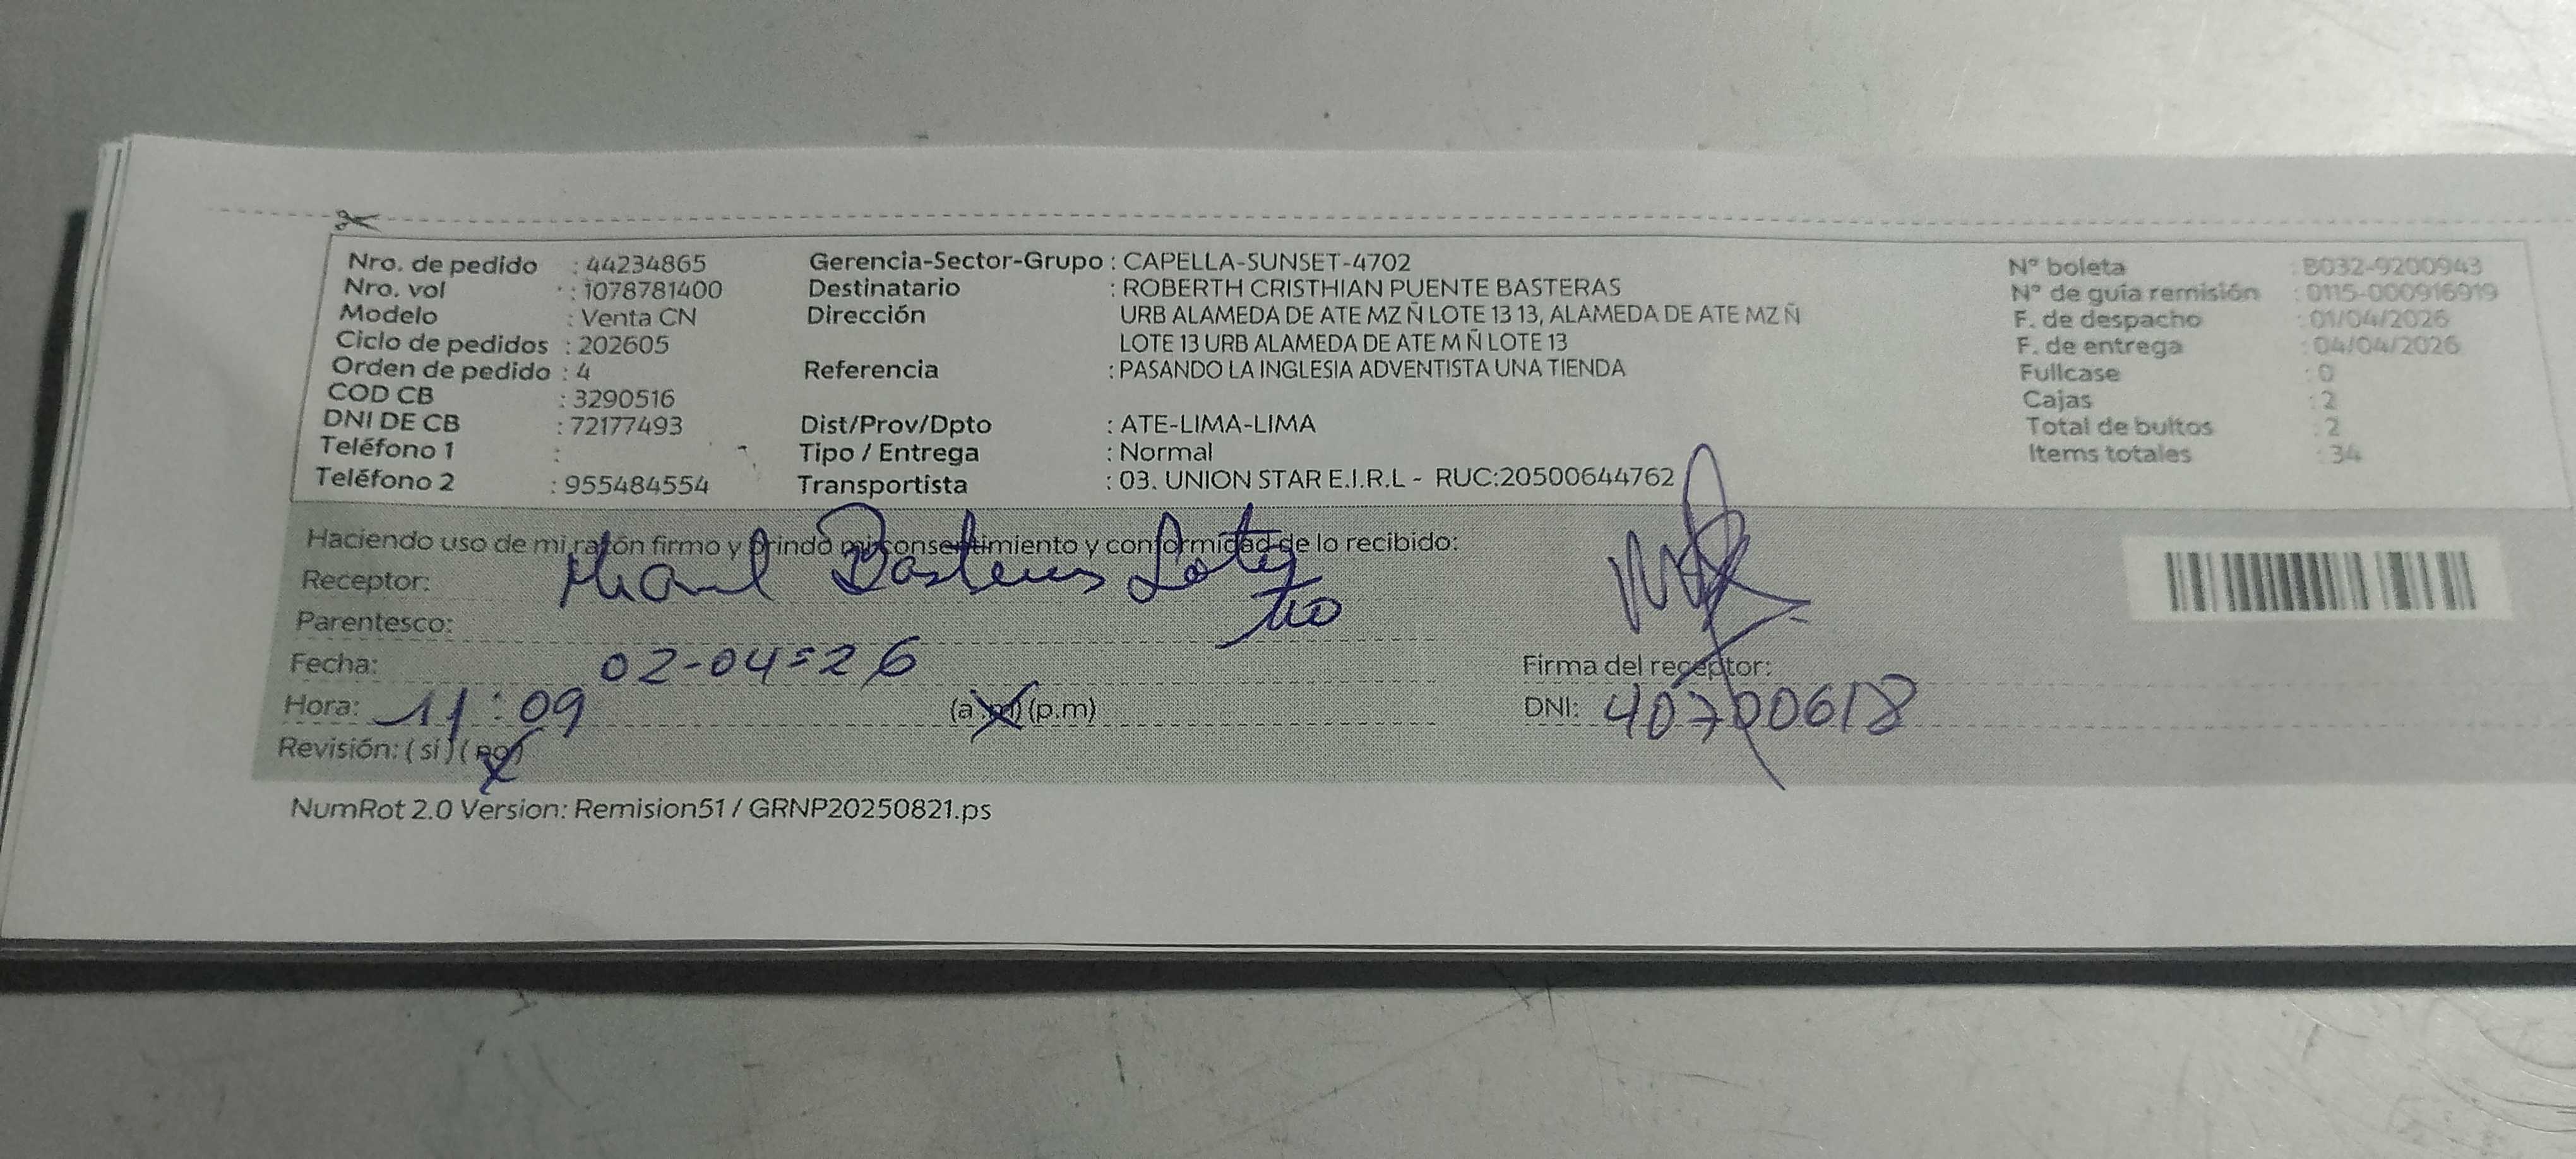 Nro. de pedido : 44234865
Nro. vol : 1078781400
Modelo : Venta CN
Ciclo de pedidos : 202605
Orden de pedido : 4
COD CB : 3290516
DNI DE CB : 72177493
Teléfono 1 :
Teléfono 2 : 955484554
Gerencia-Sector-Grupo : CAPELLA-SUNSET-4702
Destinatario : ROBERTH CRISTHIAN PUENTE BASTERAS
Dirección URB ALAMEDA DE ATE MZ Ñ LOTE 13 13, ALAMEDA DE ATE MZ Ñ
LOTE 13 URB ALAMEDA DE ATE M Ñ LOTE 13
Referencia : PASANDO LA INGLESIA ADVENTISTA UNA TIENDA
Dist/Prov/Dpto : ATE-LIMA-LIMA
Tipo / Entrega : Normal
Transportista : 03. UNION STAR E.I.R.L - RUC:20500644762
N° boleta : B032-9200943
N° de guía remisión : 0115-000916919
F. de despacho : 01/04/2026
F. de entrega : 04/04/2026
Fullcase : 0
Cajas : 2
Total de bultos : 2
Items totales : 34
Haciendo uso de mi razón firmo y brindo mi consentimiento y conformidad de lo recibido:
Receptor:
Parentesco: tio
Fecha: 02-04-26
Hora: 11:09 (a.m) (p.m)
Revisión: (si) (no)
Firma del receptor:
DNI: 40700618
NumRot 2.0 Version: Remision51 / GRNP20250821.ps